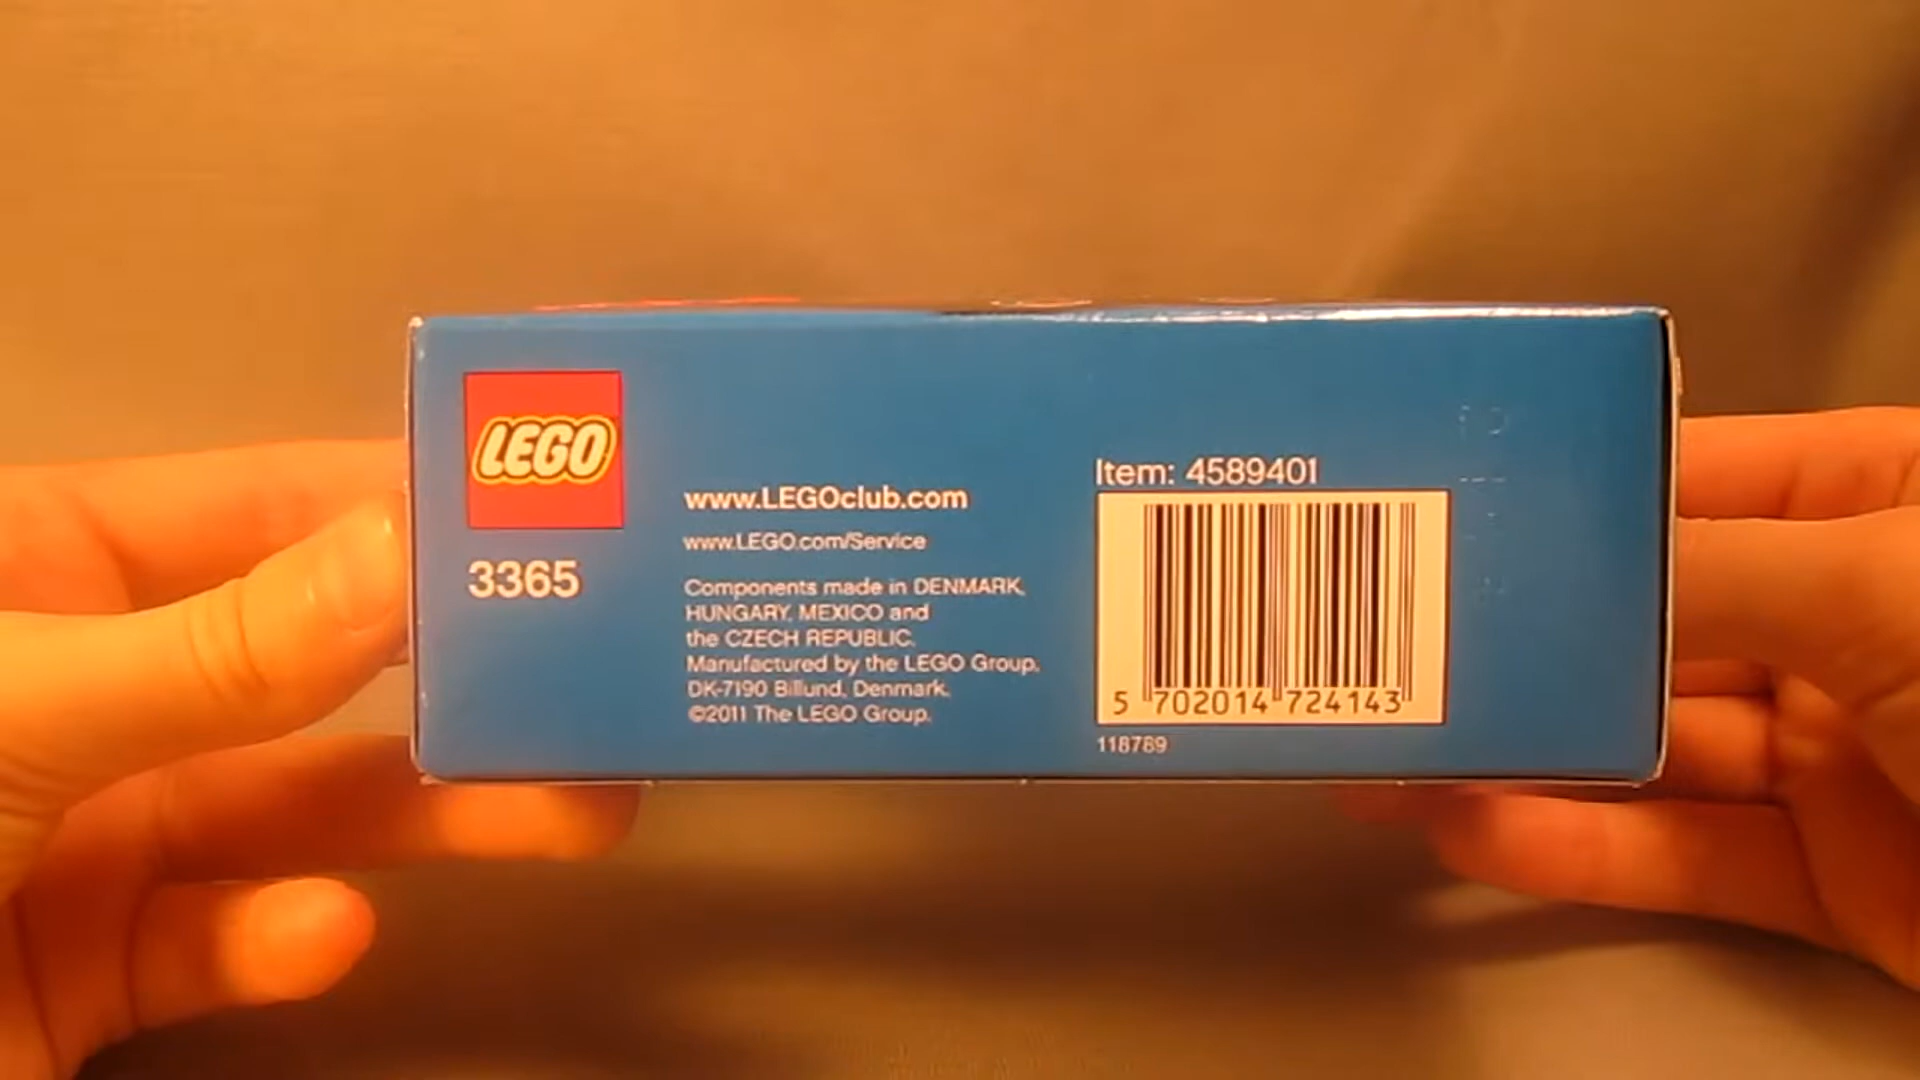 LEGO
3365
www.LEGOclub.com
www.LEGO.com/Service
Components made in DENMARK,
HUNGARY, MEXICO and
the CZECH REPUBLIC.
Manufactured by the LEGO Group,
DK-7190 Billund, Denmark.
©2011 The LEGO Group.
Item: 4589401
5 702014 724143
118789